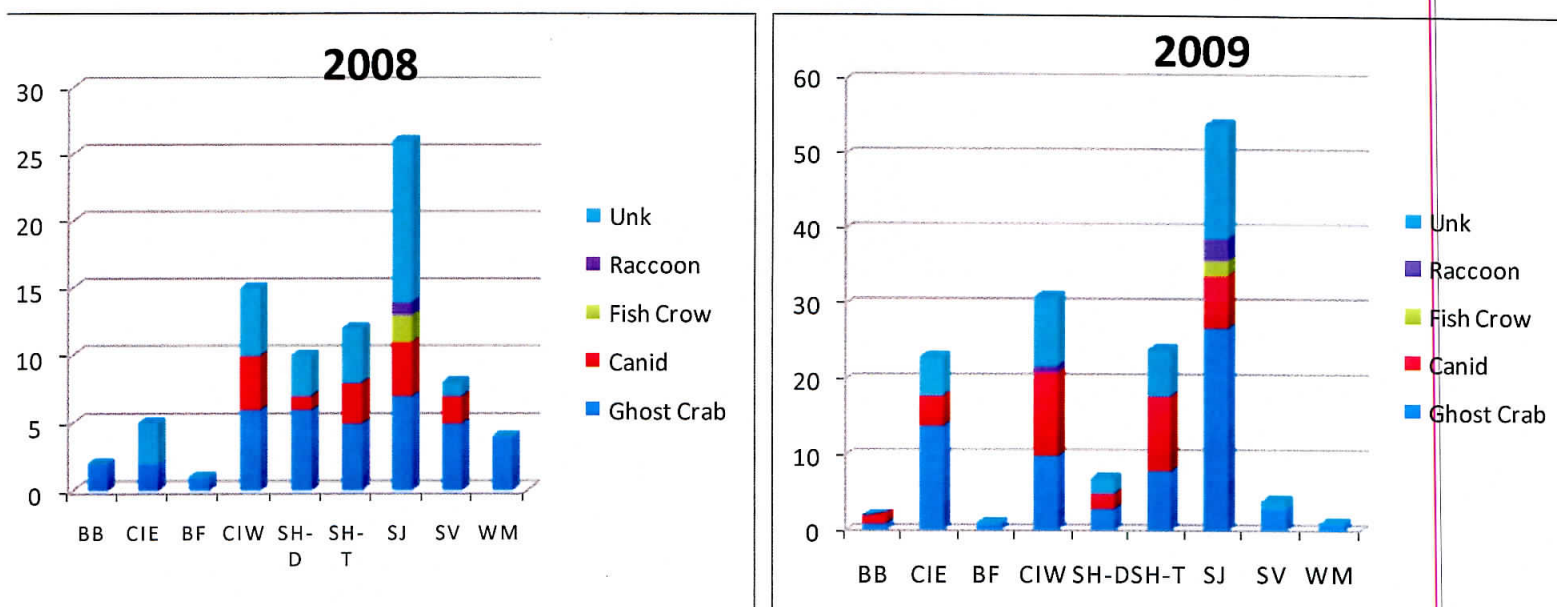 2008
30
25
20
15
10
5
0
BB CIE BF CIW SH-D SH-T SJ SV WM
Unk
Raccoon
Fish Crow
Canid
Ghost Crab
2009
60
50
40
30
20
10
0
BB CIE BF CIW SH-D SH-T SJ SV WM
Unk
Raccoon
Fish Crow
Canid
Ghost Crab